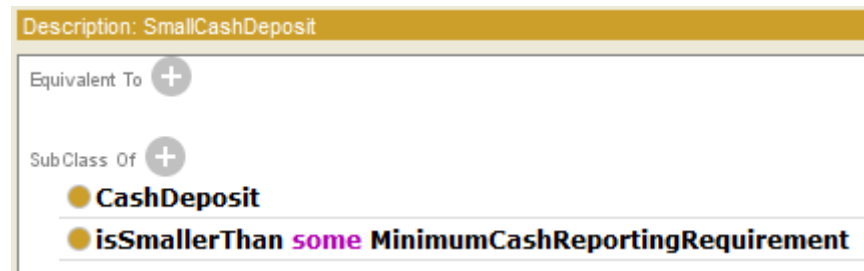 Description: SmallCashDeposit
Equivalent To
SubClass Of
CashDeposit
isSmallerThan some MinimumCashReportingRequirement